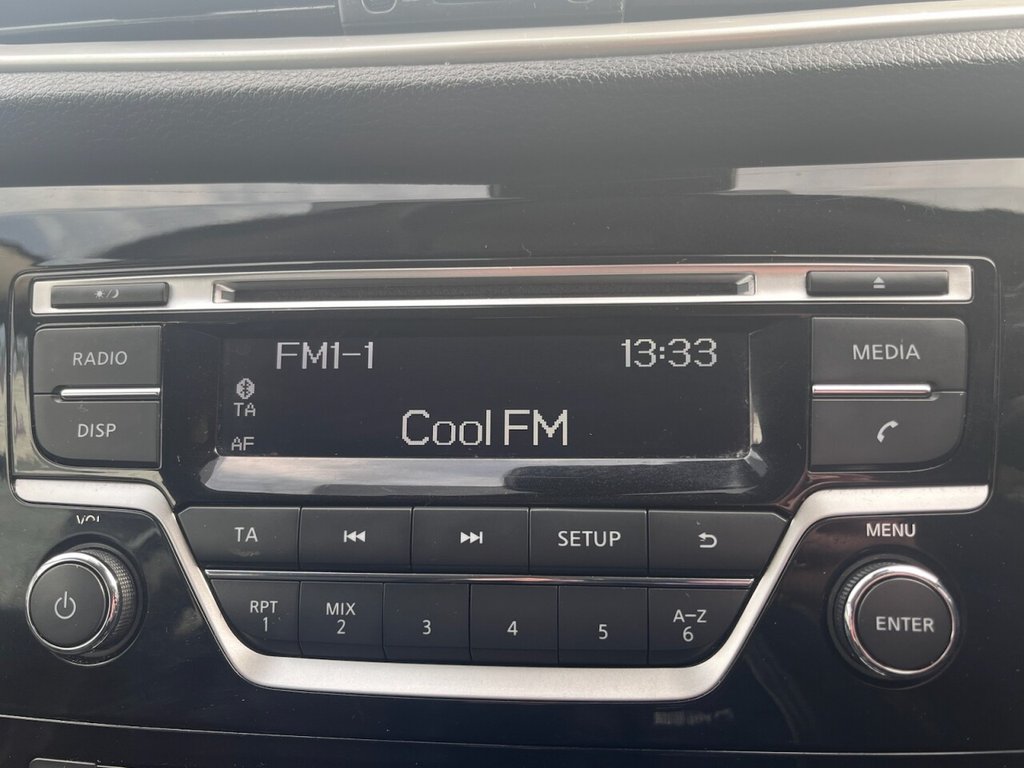 RADIO
DISP
FM1-1
13:33
TA
AF
Cool FM
MEDIA
VOL
TA
SETUP
MENU
RPT
1
MIX
2
3
4
5
A-Z
6
ENTER